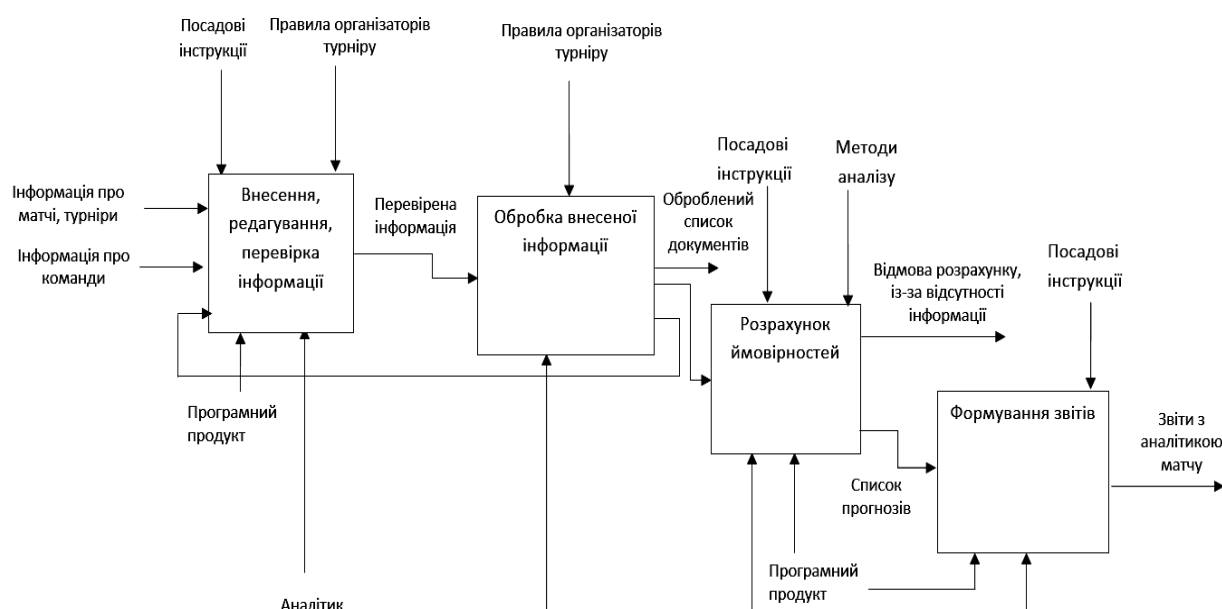 Посадові
інструкції
Правила організаторів
турніру
Правила організаторів
турніру
Посадові
інструкції
Методи
аналізу
Інформація про
матчі, турніри
Інформація про
команди
Внесення,
редагування,
перевірка
інформації
Перевірена
інформація
Обробка внесеної
інформації
Оброблений
список
документів
Розрахунок
ймовірностей
Відмова розрахунку,
із-за відсутності
інформації
Посадові
інструкції
Програмний
продукт
Формування звітів
Звіти з
аналітикою
матчу
Список
прогнозів
Програмний
продукт
Аналітик